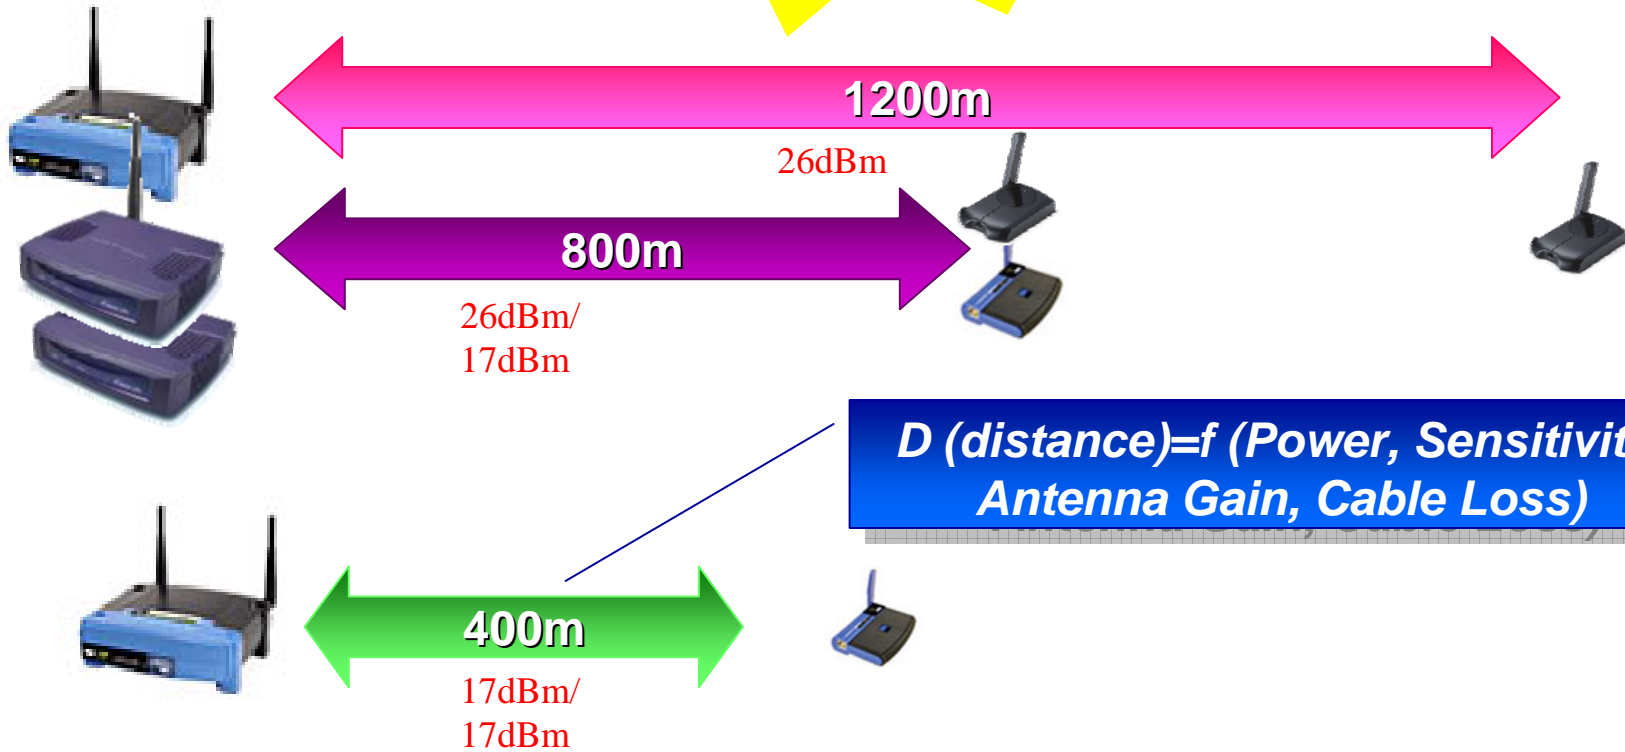 1200m
26dBm
800m
26dBm/
17dBm
D (distance)=f (Power, Sensitivit
Antenna Gain, Cable Loss)
400m
17dBm/
17dBm